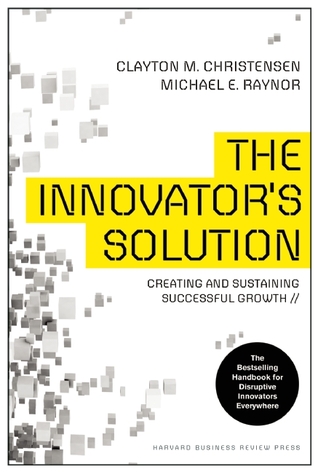 CLAYTON M. CHRISTENSEN
MICHAEL E. RAYNOR
THE
INNOVATOR'S
SOLUTION
CREATING AND SUSTAINING
SUCCESSFUL GROWTH //
The
Bestselling
Handbook for
Disruptive
Innovators
Everywhere
HARVARD BUSINESS REVIEW PRESS